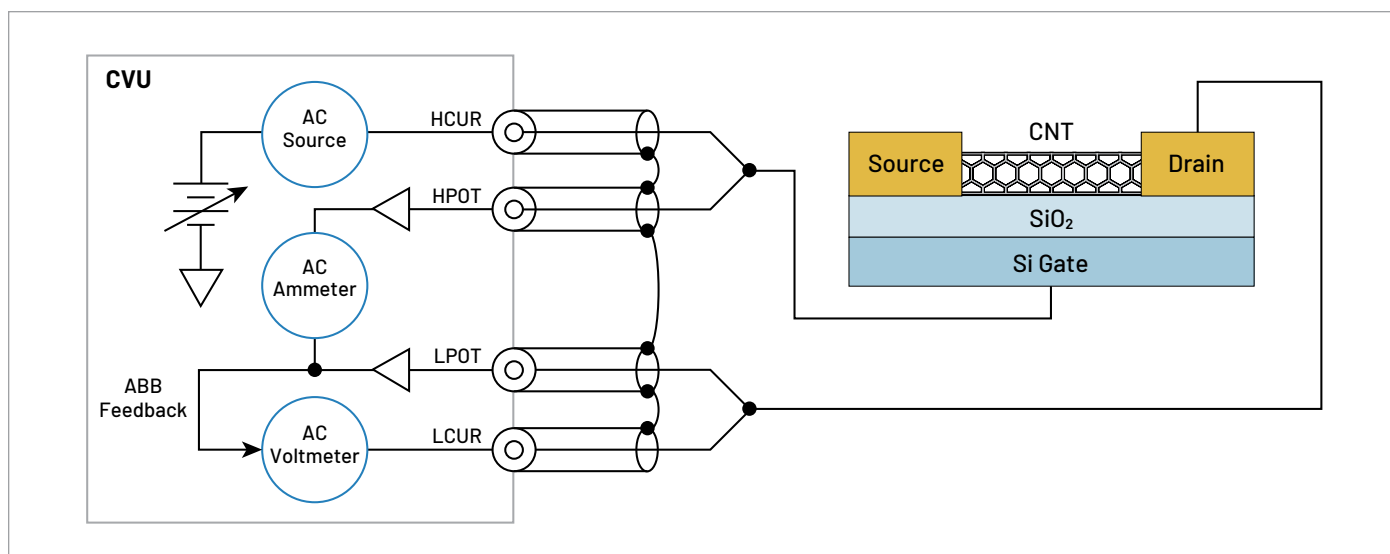 CVU
AC
Source
HCUR
HPOT
AC
Ammeter
LPOT
ABB
Feedback
AC
Voltmeter
LCUR
CNT
Source
Drain
SiO₂
Si Gate